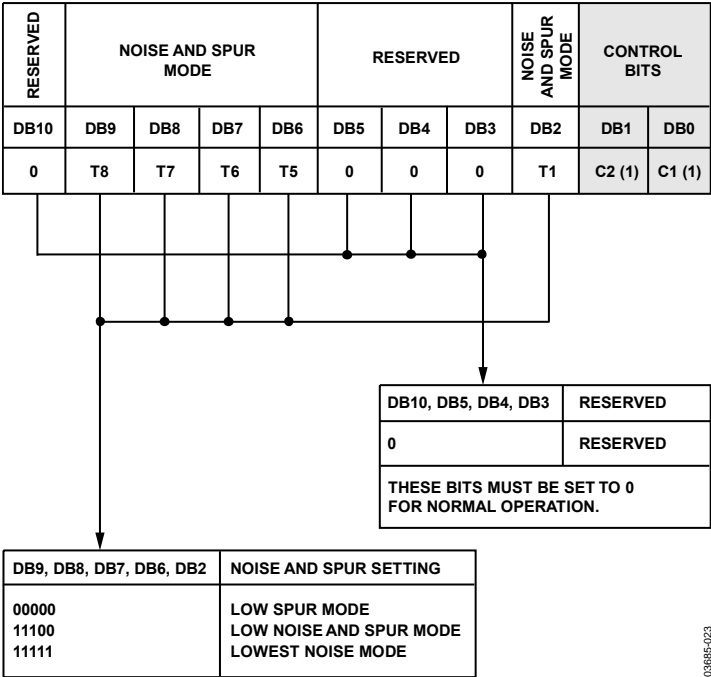 RESERVED
NOISE AND SPUR
MODE
RESERVED
NOISE
AND SPUR
MODE
CONTROL
BITS
DB10 DB9 DB8 DB7 DB6 DB5 DB4 DB3 DB2 DB1 DB0
0 T8 T7 T6 T5 0 0 0 T1 C2 (1) C1 (1)
DB10, DB5, DB4, DB3 RESERVED
0 RESERVED
THESE BITS MUST BE SET TO 0
FOR NORMAL OPERATION.
DB9, DB8, DB7, DB6, DB2 NOISE AND SPUR SETTING
00000 LOW SPUR MODE
11100 LOW NOISE AND SPUR MODE
11111 LOWEST NOISE MODE
03685-023